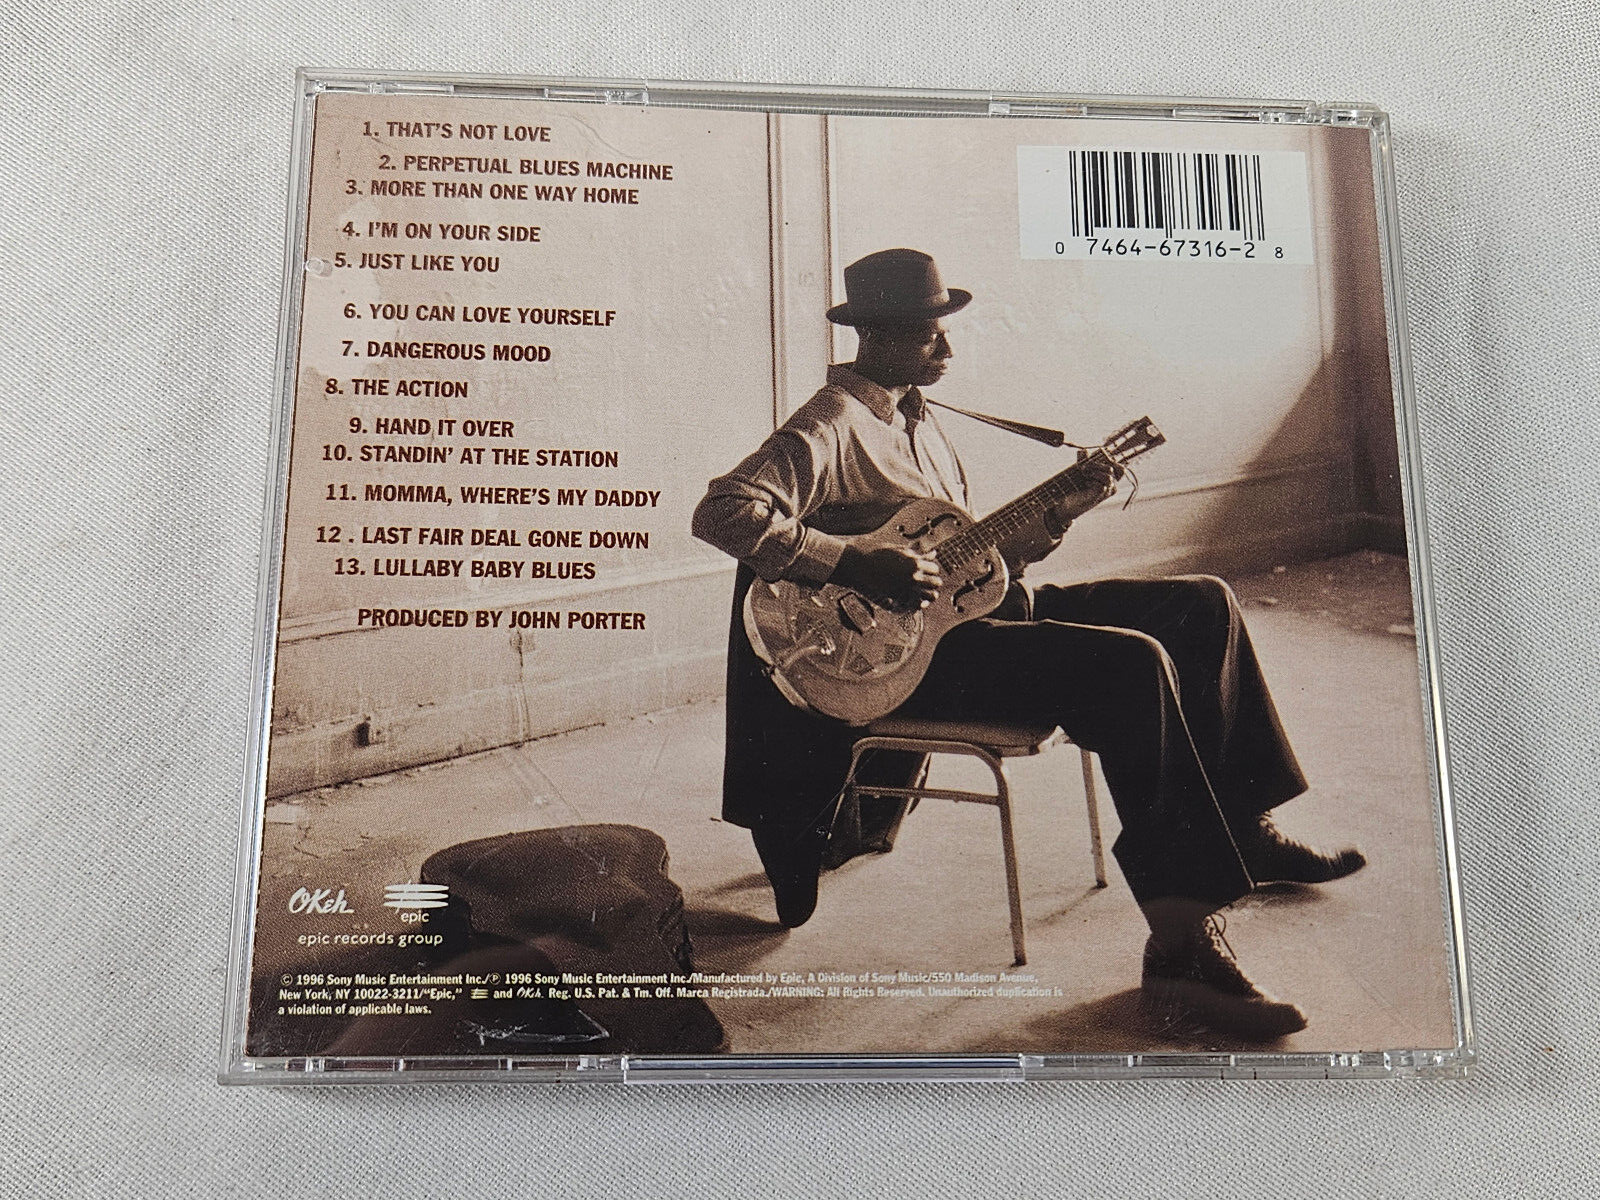 1. THAT'S NOT LOVE
2. PERPETUAL BLUES MACHINE
3. MORE THAN ONE WAY HOME
4. I'M ON YOUR SIDE
5. JUST LIKE YOU
6. YOU CAN LOVE YOURSELF
7. DANGEROUS MOOD
8. THE ACTION
9. HAND IT OVER
10. STANDIN' AT THE STATION
11. MOMMA, WHERE'S MY DADDY
12 . LAST FAIR DEAL GONE DOWN
13. LULLABY BABY BLUES
PRODUCED BY JOHN PORTER
0 7464-67316-2 8
OKeh epic
epic records group
© 1996 Sony Music Entertainment Inc./℗ 1996 Sony Music Entertainment Inc./Manufactured by Epic, A Division of Sony Music/550 Madison Avenue,
New York, NY 10022-3211/"Epic," and OKeh Reg. U.S. Pat. & Tm. Off. Marca Registrada./WARNING: All Rights Reserved. Unauthorized duplication is
a violation of applicable laws.